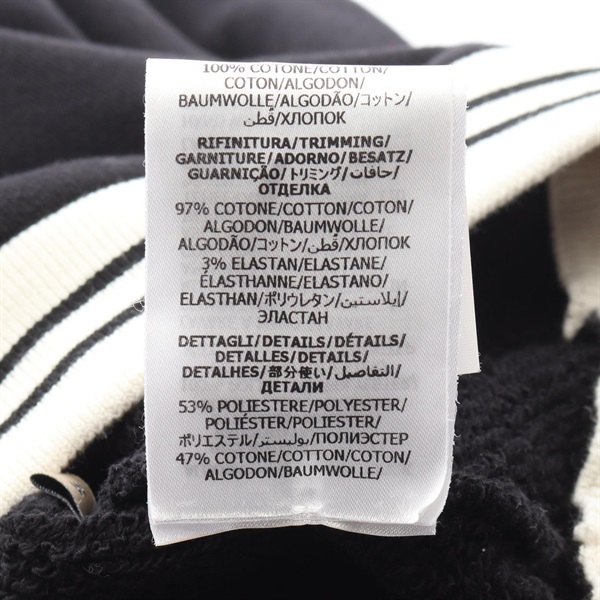 100% COTONE/COTTON/
COTON/ALGODON/
BAUMWOLLE/ALGODÃO/コットン/
قُطن/ХЛОПОК
RIFINITURA/TRIMMING/
GARNITURE/ADORNO/BESATZ/
GUARNIÇÃO/トリミング/حافات/
ОТДЕЛКА
97% COTONE/COTTON/COTON/
ALGODON/BAUMWOLLE/
ALGODÃO/コットン/قُطن/ХЛОПОК
3% ELASTAN/ELASTANE/
ÉLASTHANNE/ELASTANO/
ELASTHAN/ポリウレタン/إيلاستين/
ЭЛАСТАН
DETTAGLI/DETAILS/DÉTAILS/
DETALLES/DETAILS/
DETALHES/部分使い/التفاصيل/
ДЕТАЛИ
53% POLIESTERE/POLYESTER/
POLIÉSTER/POLIESTER/
ポリエステル/بوليستر/ПОЛИЭСТЕР
47% COTONE/COTTON/COTON/
ALGODON/BAUMWOLLE/